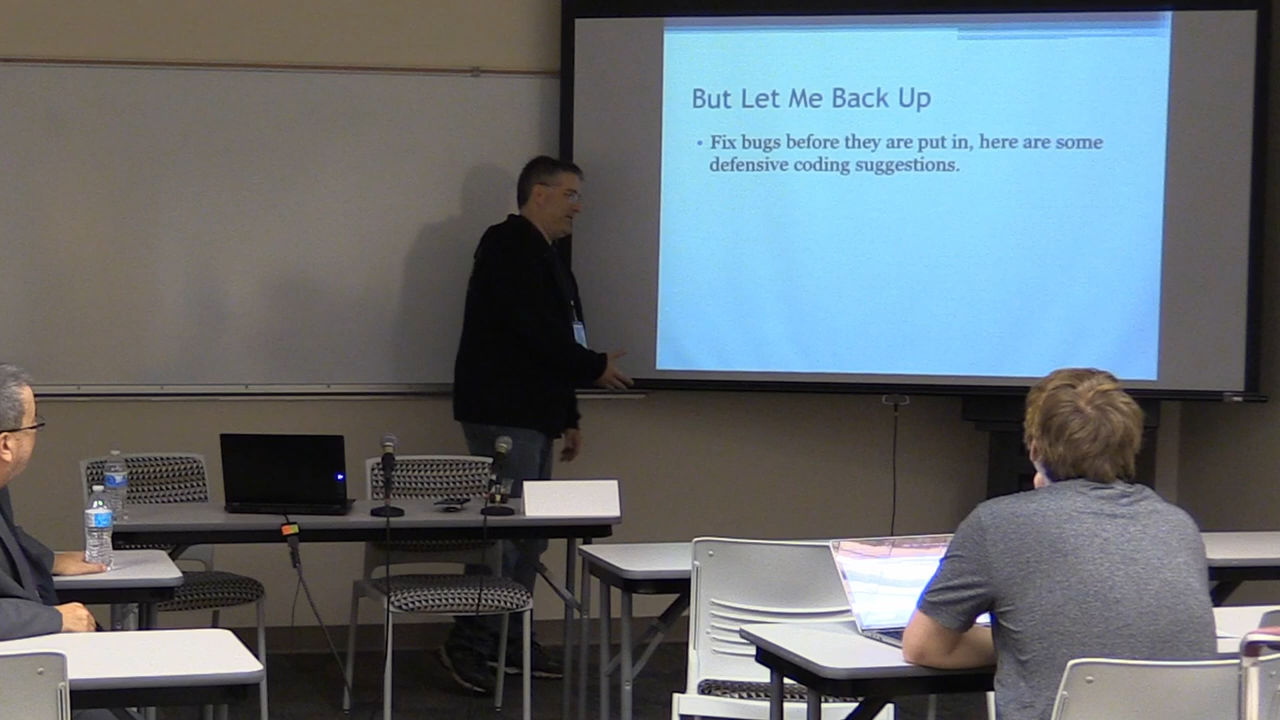 But Let Me Back Up
• Fix bugs before they are put in, here are some
defensive coding suggestions.